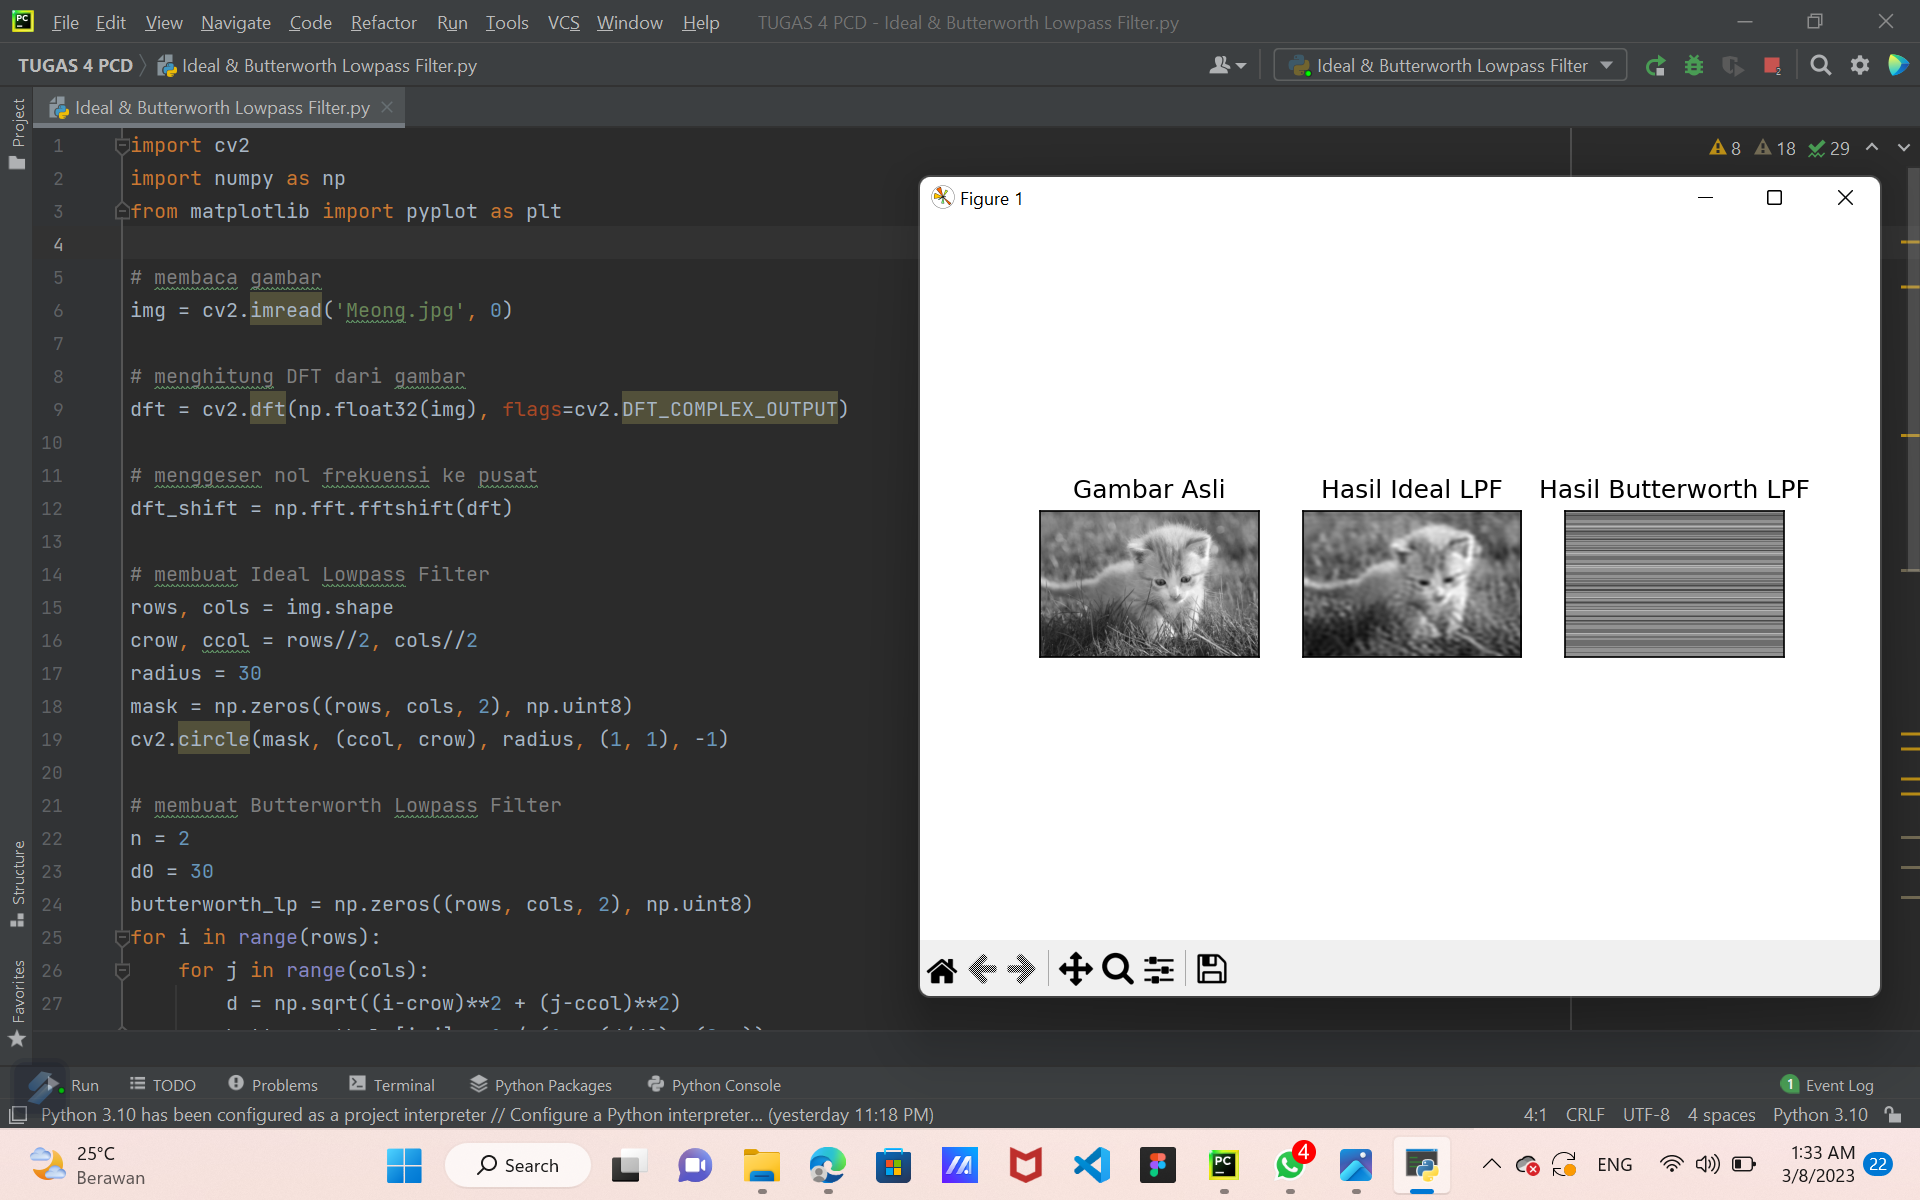 File Edit View Navigate Code Refactor Run Tools VCS Window Help TUGAS 4 PCD - Ideal & Butterworth Lowpass Filter.py
TUGAS 4 PCD Ideal & Butterworth Lowpass Filter.py Ideal & Butterworth Lowpass Filter
Project
Ideal & Butterworth Lowpass Filter.py
8 18 29
1 import cv2
2 import numpy as np
3 from matplotlib import pyplot as plt
4
5 # membaca gambar
6 img = cv2.imread('Meong.jpg', 0)
7
8 # menghitung DFT dari gambar
9 dft = cv2.dft(np.float32(img), flags=cv2.DFT_COMPLEX_OUTPUT)
10
11 # menggeser nol frekuensi ke pusat
12 dft_shift = np.fft.fftshift(dft)
13
14 # membuat Ideal Lowpass Filter
15 rows, cols = img.shape
16 crow, ccol = rows//2, cols//2
17 radius = 30
18 mask = np.zeros((rows, cols, 2), np.uint8)
19 cv2.circle(mask, (ccol, crow), radius, (1, 1), -1)
20
21 # membuat Butterworth Lowpass Filter
22 n = 2
23 d0 = 30
24 butterworth_lp = np.zeros((rows, cols, 2), np.uint8)
25 for i in range(rows):
26 for j in range(cols):
27 d = np.sqrt((i-crow)**2 + (j-ccol)**2)
Structure
Favorites
Figure 1
Gambar Asli Hasil Ideal LPF Hasil Butterworth LPF
Run TODO Problems Terminal Python Packages Python Console 1 Event Log
Python 3.10 has been configured as a project interpreter // Configure a Python interpreter... (yesterday 11:18 PM) 4:1 CRLF UTF-8 4 spaces Python 3.10
25°C
Berawan
Search
PC
4
ENG
1:33 AM
3/8/2023
22